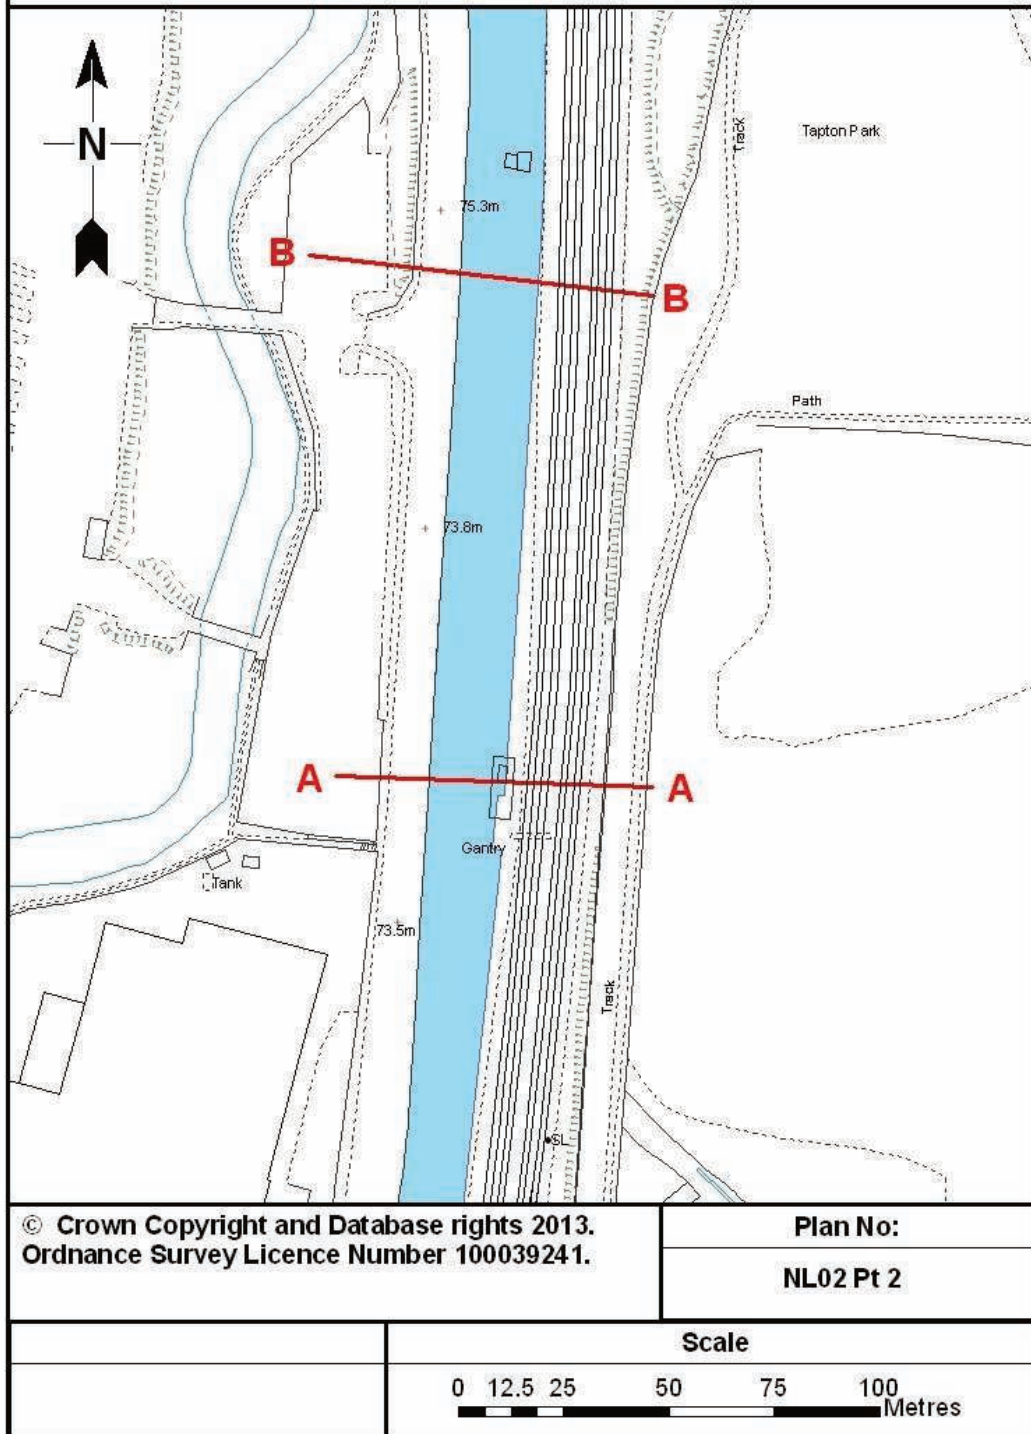 N
Tapton Park
Track
75.3m
B
B
Path
73.8m
A
A
Gantry
Tank
73.5m
Track
SL
© Crown Copyright and Database rights 2013.
Ordnance Survey Licence Number 100039241.
Plan No:
NL02 Pt 2
Scale
0 12.5 25 50 75 100
Metres